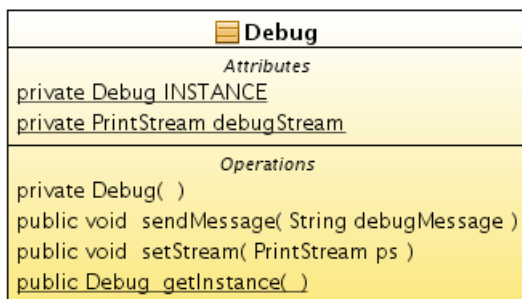 Debug
Attributes
private Debug INSTANCE
private PrintStream debugStream
Operations
private Debug( )
public void sendMessage( String debugMessage )
public void setStream( PrintStream ps )
public Debug getInstance( )